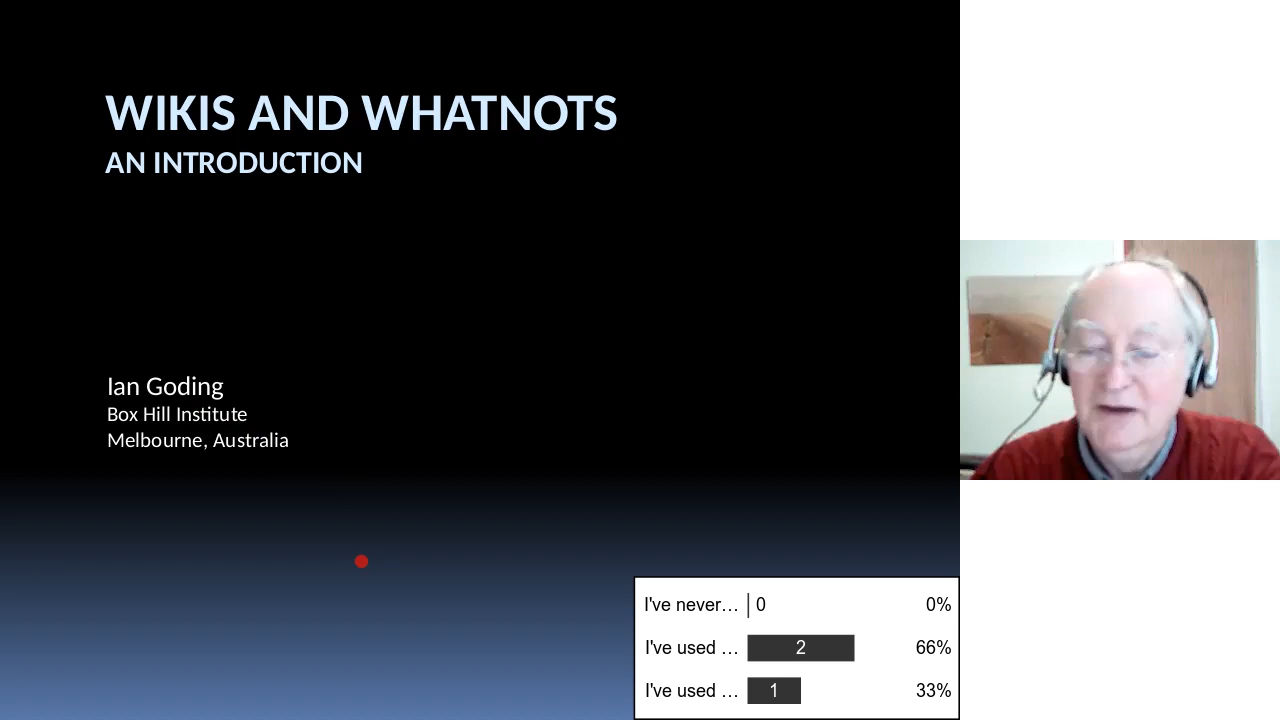 WIKIS AND WHATNOTS
AN INTRODUCTION
Ian Goding
Box Hill Institute
Melbourne, Australia
I've never… 0 0%
I've used … 2 66%
I've used … 1 33%